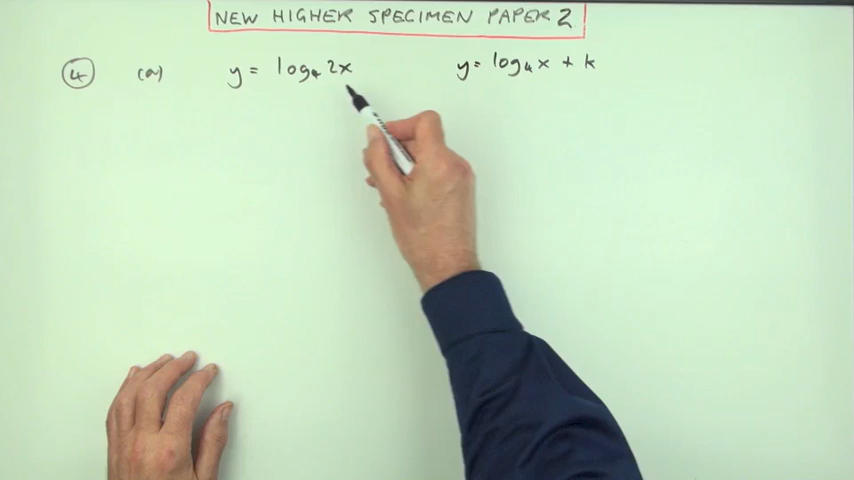 NEW HIGHER SPECIMEN PAPER 2
4 (a) y = log₄ 2x y = log₄ x + k